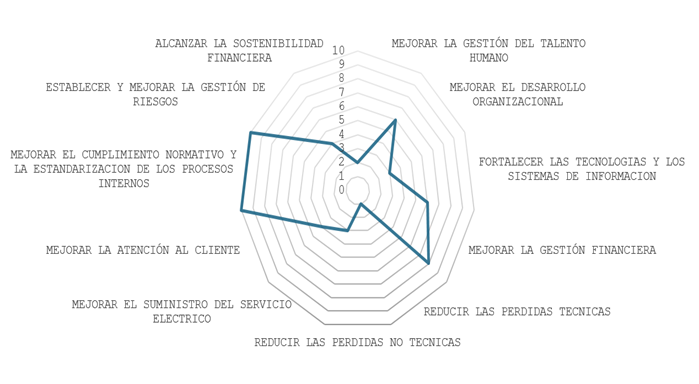 ALCANZAR LA SOSTENIBILIDAD
FINANCIERA
MEJORAR LA GESTIÓN DEL TALENTO
HUMANO
ESTABLECER Y MEJORAR LA GESTIÓN DE
RIESGOS
MEJORAR EL DESARROLLO
ORGANIZACIONAL
MEJORAR EL CUMPLIMIENTO NORMATIVO Y
LA ESTANDARIZACION DE LOS PROCESOS
INTERNOS
FORTALECER LAS TECNOLOGIAS Y LOS
SISTEMAS DE INFORMACION
10
9
8
7
6
5
4
3
2
1
0
MEJORAR LA ATENCIÓN AL CLIENTE
MEJORAR LA GESTIÓN FINANCIERA
MEJORAR EL SUMINISTRO DEL SERVICIO
ELECTRICO
REDUCIR LAS PERDIDAS TECNICAS
REDUCIR LAS PERDIDAS NO TECNICAS